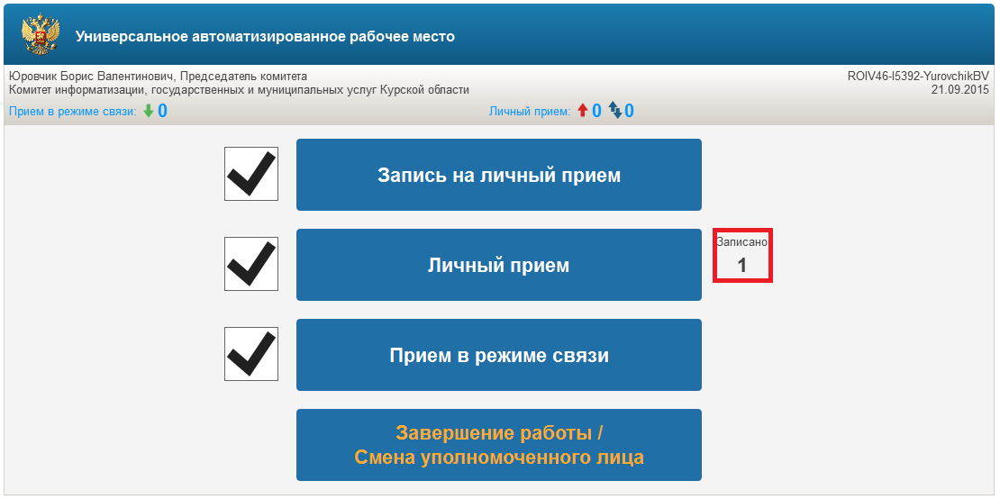 Универсальное автоматизированное рабочее место
Юровчик Борис Валентинович, Председатель комитета
ROIV46-I5392-YurovchikBV
Комитет информатизации, государственных и муниципальных услуг Курской области
21.09.2015
Прием в режиме связи: 0
Личный прием: 0 0
Запись на личный прием
Личный прием
Записано
1
Прием в режиме связи
Завершение работы /
Смена уполномоченного лица